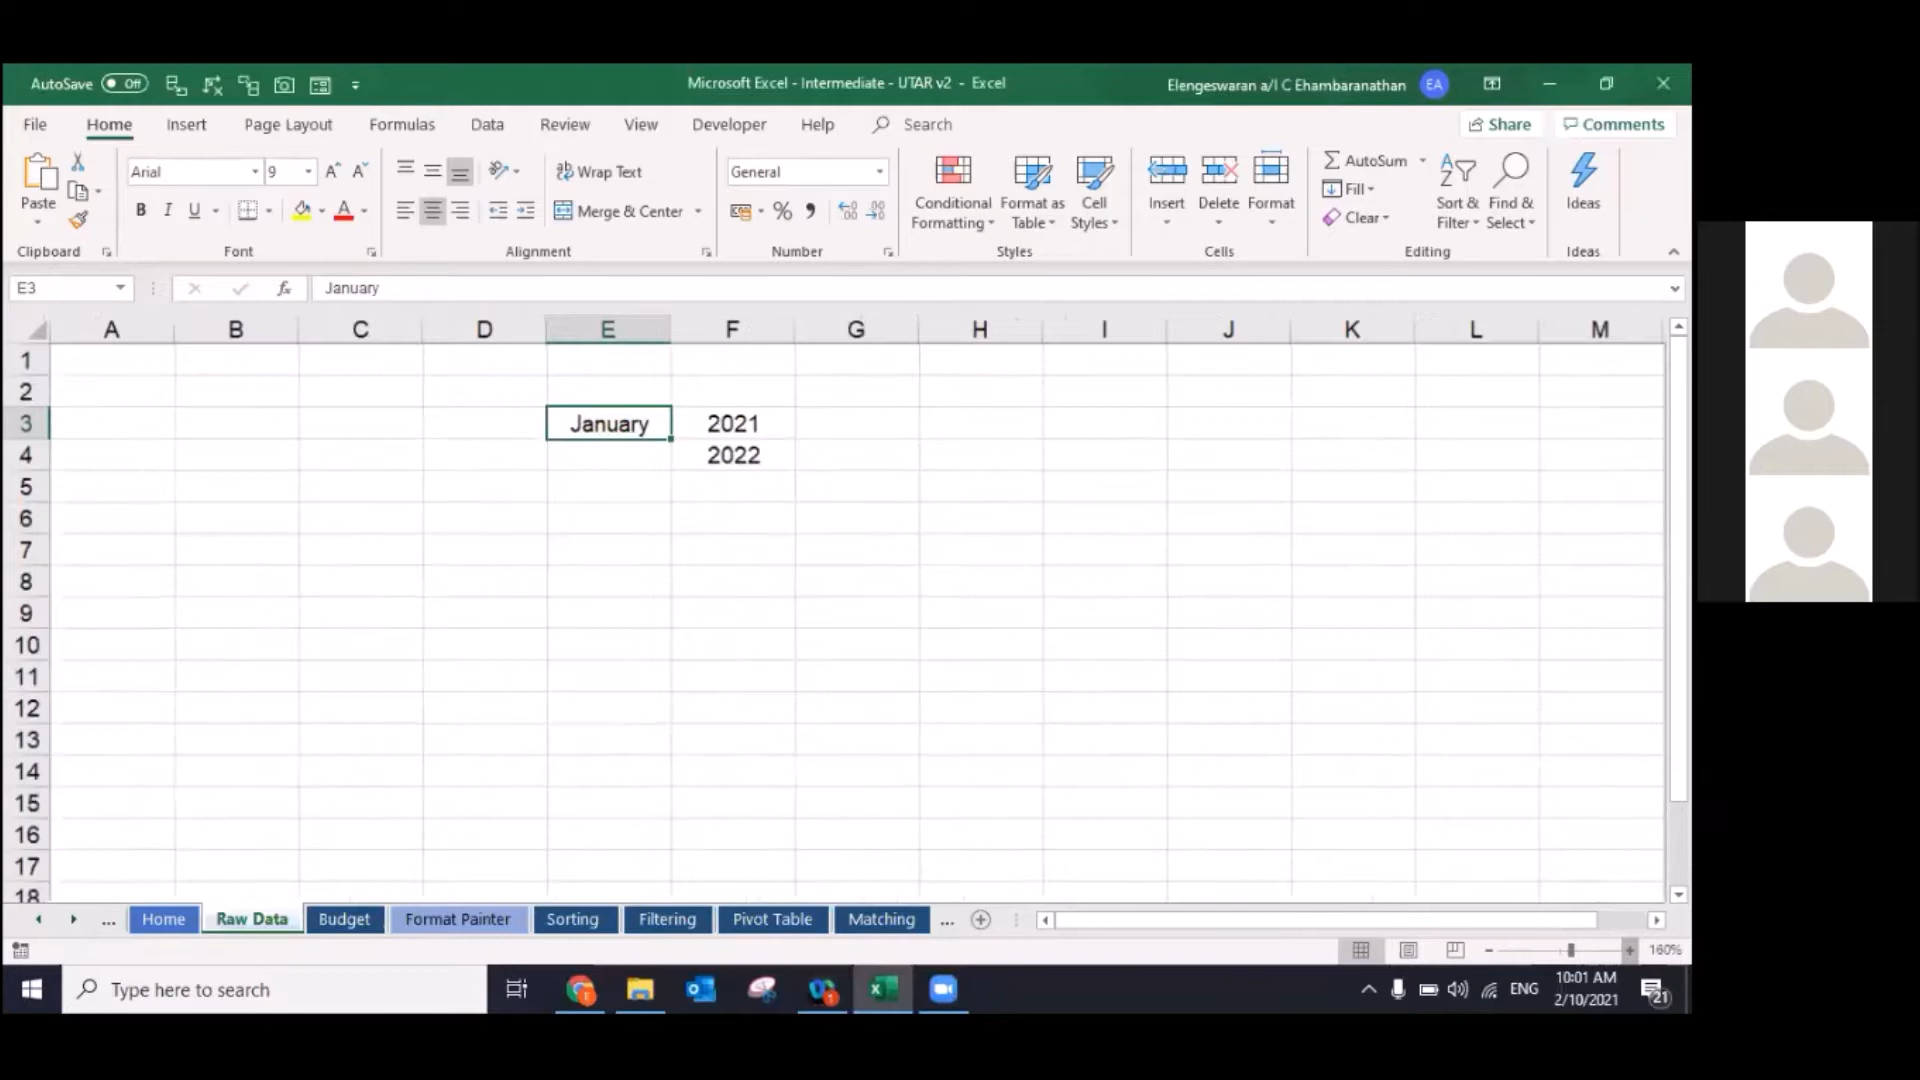 AutoSave Off
Microsoft Excel - Intermediate - UTAR v2 - Excel
Elengeswaran a/l C Ehambaranathan EA
File Home Insert Page Layout Formulas Data Review View Developer Help Search
Share Comments
Paste
Clipboard
Arial 9
B I U
Font
Wrap Text
Merge & Center
Alignment
General
%
Number
Conditional Formatting
Format as Table
Cell Styles
Styles
Insert Delete Format
Cells
AutoSum
Fill
Clear
Sort & Filter
Find & Select
Editing
Ideas
Ideas
E3 fx January
A B C D E F G H I J K L M
1
2
3 January 2021
4 2022
5
6
7
8
9
10
11
12
13
14
15
16
17
18
... Home Raw Data Budget Format Painter Sorting Filtering Pivot Table Matching ...
160%
Type here to search
ENG
10:01 AM
2/10/2021
21